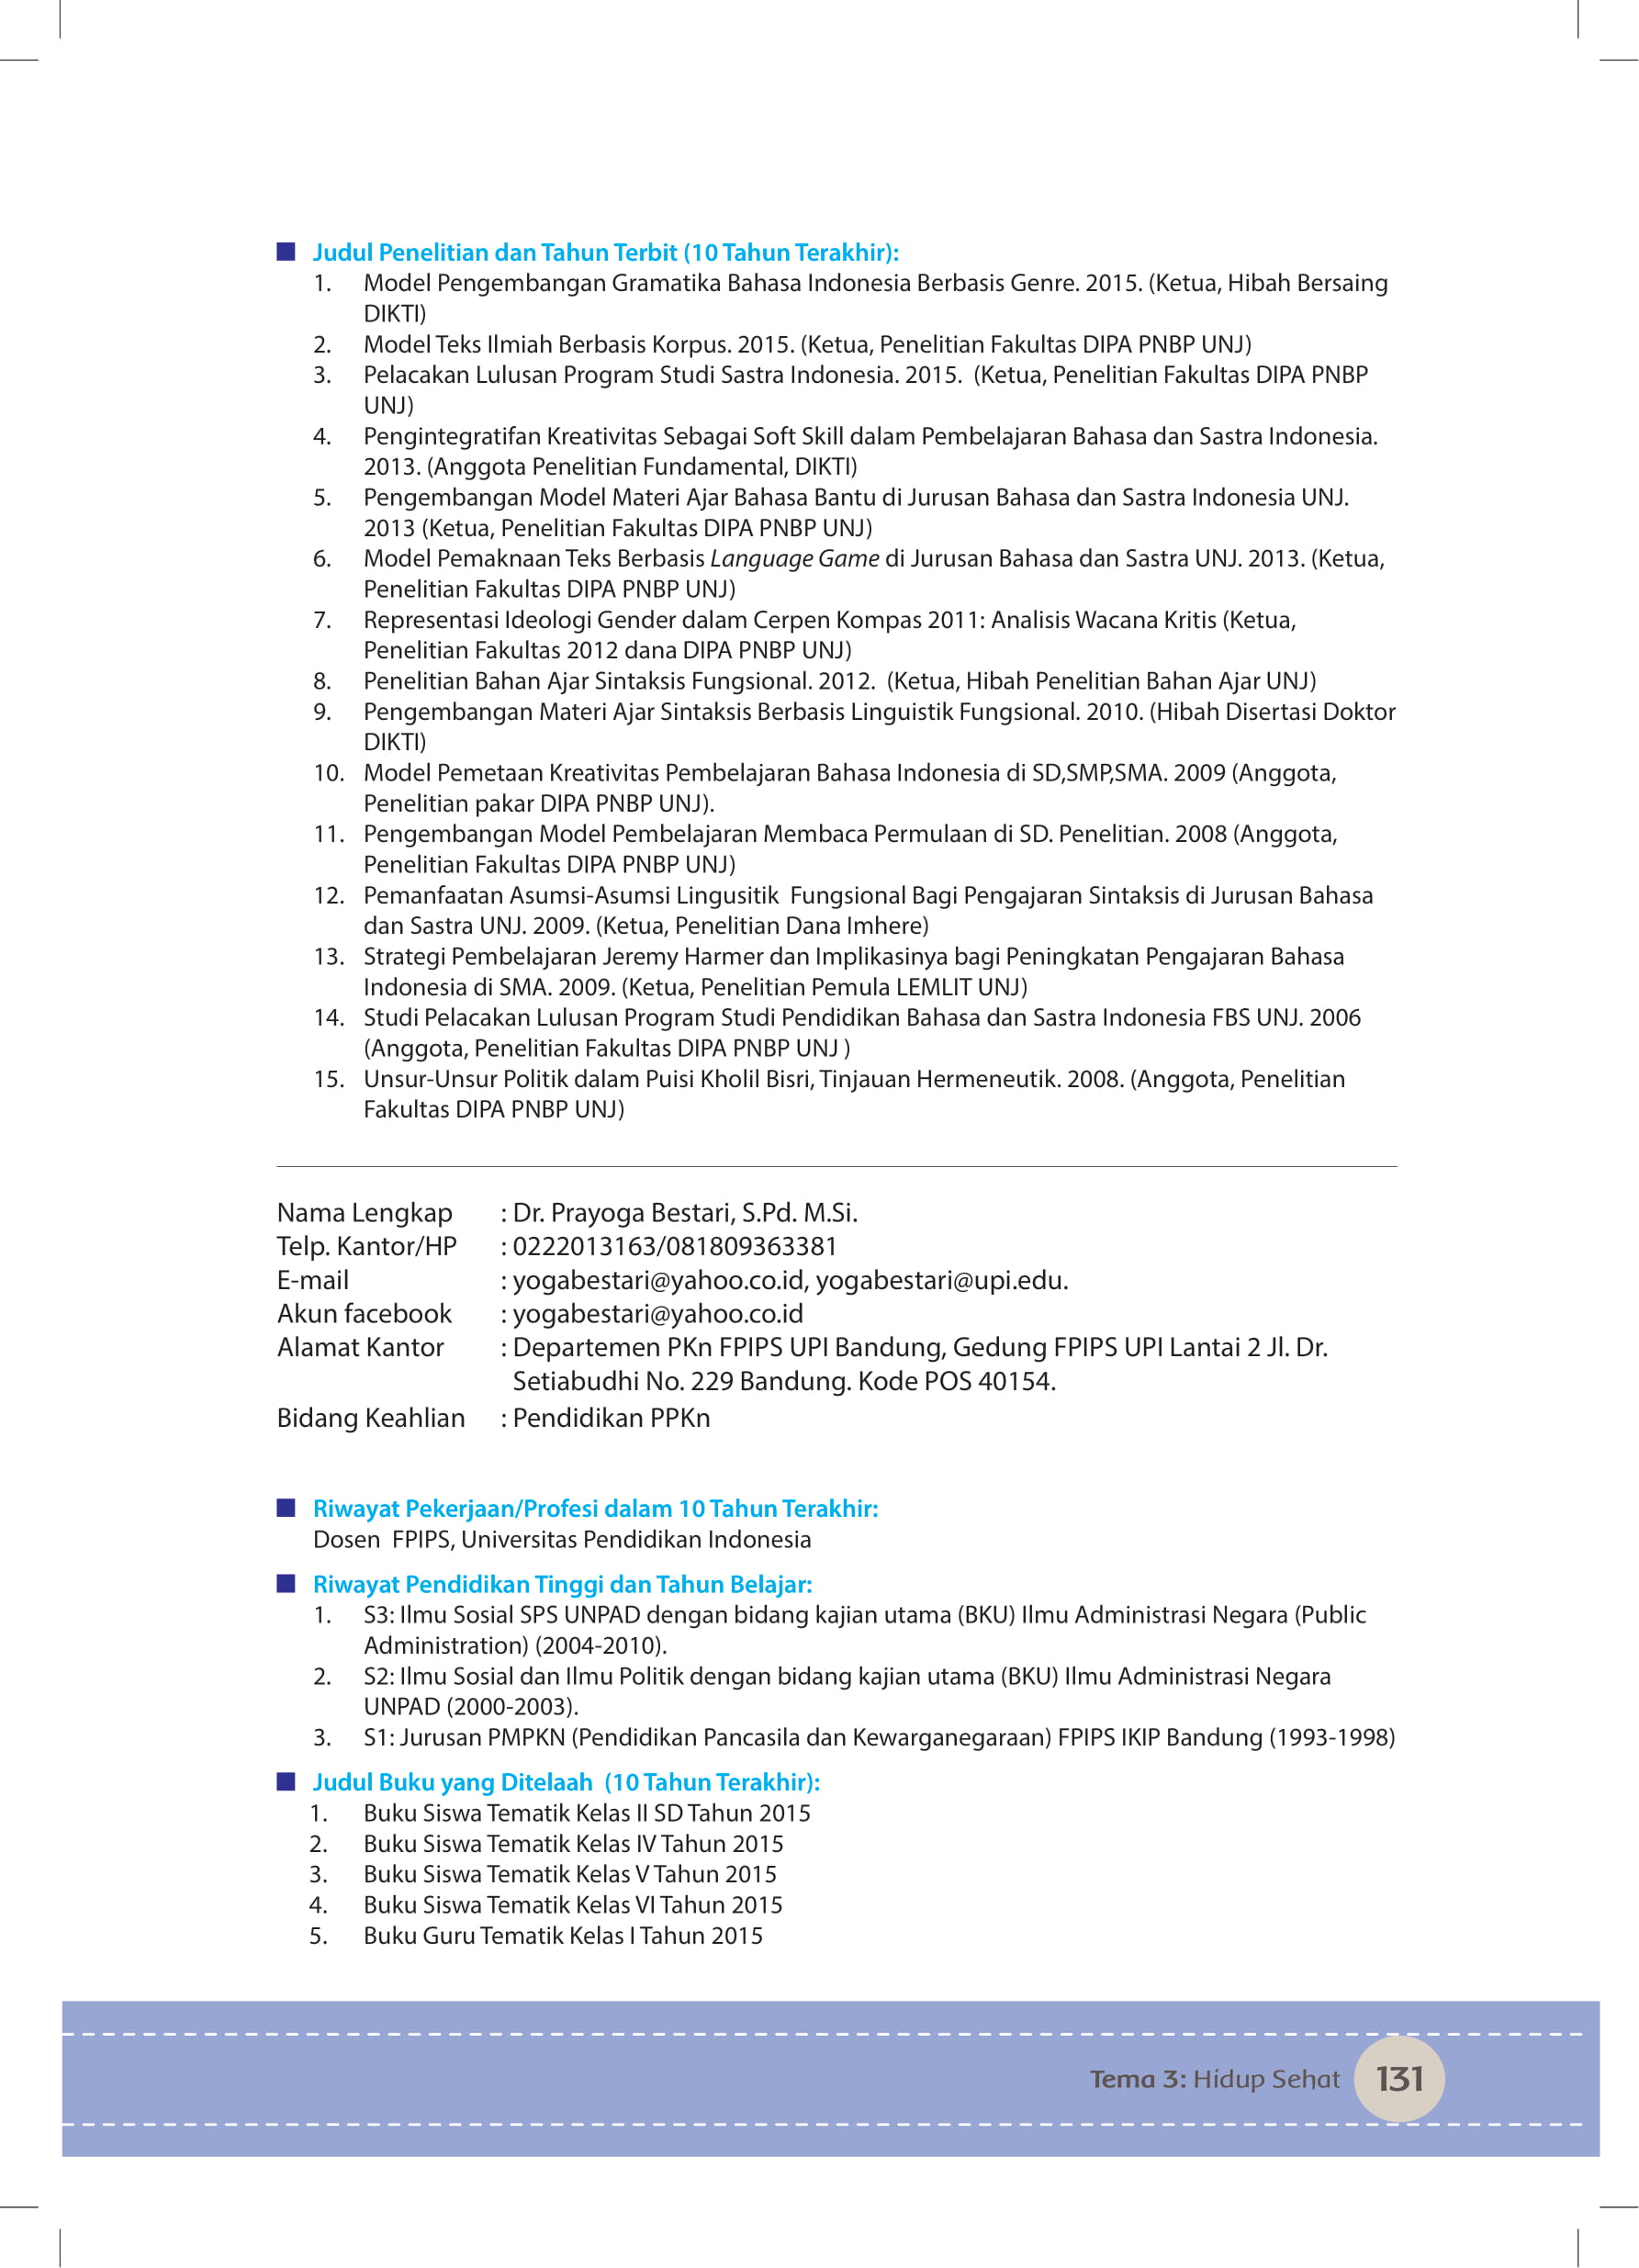 Judul Penelitian dan Tahun Terbit (10 Tahun Terakhir):
1. Model Pengembangan Gramatika Bahasa Indonesia Berbasis Genre. 2015. (Ketua, Hibah Bersaing
DIKTI)
2. Model Teks Ilmiah Berbasis Korpus. 2015. (Ketua, Penelitian Fakultas DIPA PNBP UNJ)
3. Pelacakan Lulusan Program Studi Sastra Indonesia. 2015.  (Ketua, Penelitian Fakultas DIPA PNBP
UNJ)
4. Pengintegratifan Kreativitas Sebagai Soft Skill dalam Pembelajaran Bahasa dan Sastra Indonesia.
2013. (Anggota Penelitian Fundamental, DIKTI)
5. Pengembangan Model Materi Ajar Bahasa Bantu di Jurusan Bahasa dan Sastra Indonesia UNJ.
2013 (Ketua, Penelitian Fakultas DIPA PNBP UNJ)
6. Model Pemaknaan Teks Berbasis Language Game di Jurusan Bahasa dan Sastra UNJ. 2013. (Ketua,
Penelitian Fakultas DIPA PNBP UNJ)
7. Representasi Ideologi Gender dalam Cerpen Kompas 2011: Analisis Wacana Kritis (Ketua,
Penelitian Fakultas 2012 dana DIPA PNBP UNJ)
8. Penelitian Bahan Ajar Sintaksis Fungsional. 2012.  (Ketua, Hibah Penelitian Bahan Ajar UNJ)
9. Pengembangan Materi Ajar Sintaksis Berbasis Linguistik Fungsional. 2010. (Hibah Disertasi Doktor
DIKTI)
10. Model Pemetaan Kreativitas Pembelajaran Bahasa Indonesia di SD,SMP,SMA. 2009 (Anggota,
Penelitian pakar DIPA PNBP UNJ).
11. Pengembangan Model Pembelajaran Membaca Permulaan di SD. Penelitian. 2008 (Anggota,
Penelitian Fakultas DIPA PNBP UNJ)
12. Pemanfaatan Asumsi-Asumsi Lingusitik  Fungsional Bagi Pengajaran Sintaksis di Jurusan Bahasa
dan Sastra UNJ. 2009. (Ketua, Penelitian Dana Imhere)
13. Strategi Pembelajaran Jeremy Harmer dan Implikasinya bagi Peningkatan Pengajaran Bahasa
Indonesia di SMA. 2009. (Ketua, Penelitian Pemula LEMLIT UNJ)
14. Studi Pelacakan Lulusan Program Studi Pendidikan Bahasa dan Sastra Indonesia FBS UNJ. 2006
(Anggota, Penelitian Fakultas DIPA PNBP UNJ )
15. Unsur-Unsur Politik dalam Puisi Kholil Bisri, Tinjauan Hermeneutik. 2008. (Anggota, Penelitian
Fakultas DIPA PNBP UNJ)
Nama Lengkap : Dr. Prayoga Bestari, S.Pd. M.Si.
Telp. Kantor/HP : 0222013163/081809363381
E-mail : yogabestari@yahoo.co.id, yogabestari@upi.edu.
Akun facebook : yogabestari@yahoo.co.id
Alamat Kantor : Departemen PKn FPIPS UPI Bandung, Gedung FPIPS UPI Lantai 2 Jl. Dr.
Setiabudhi No. 229 Bandung. Kode POS 40154.
Bidang Keahlian : Pendidikan PPKn
Riwayat Pekerjaan/Profesi dalam 10 Tahun Terakhir:
Dosen  FPIPS, Universitas Pendidikan Indonesia
Riwayat Pendidikan Tinggi dan Tahun Belajar:
1. S3: Ilmu Sosial SPS UNPAD dengan bidang kajian utama (BKU) Ilmu Administrasi Negara (Public
Administration) (2004-2010).
2. S2: Ilmu Sosial dan Ilmu Politik dengan bidang kajian utama (BKU) Ilmu Administrasi Negara
UNPAD (2000-2003).
3. S1: Jurusan PMPKN (Pendidikan Pancasila dan Kewarganegaraan) FPIPS IKIP Bandung (1993-1998)
Judul Buku yang Ditelaah  (10 Tahun Terakhir):
1. Buku Siswa Tematik Kelas II SD Tahun 2015
2. Buku Siswa Tematik Kelas IV Tahun 2015
3. Buku Siswa Tematik Kelas V Tahun 2015
4. Buku Siswa Tematik Kelas VI Tahun 2015
5. Buku Guru Tematik Kelas I Tahun 2015
Tema 3: Hidup Sehat 131